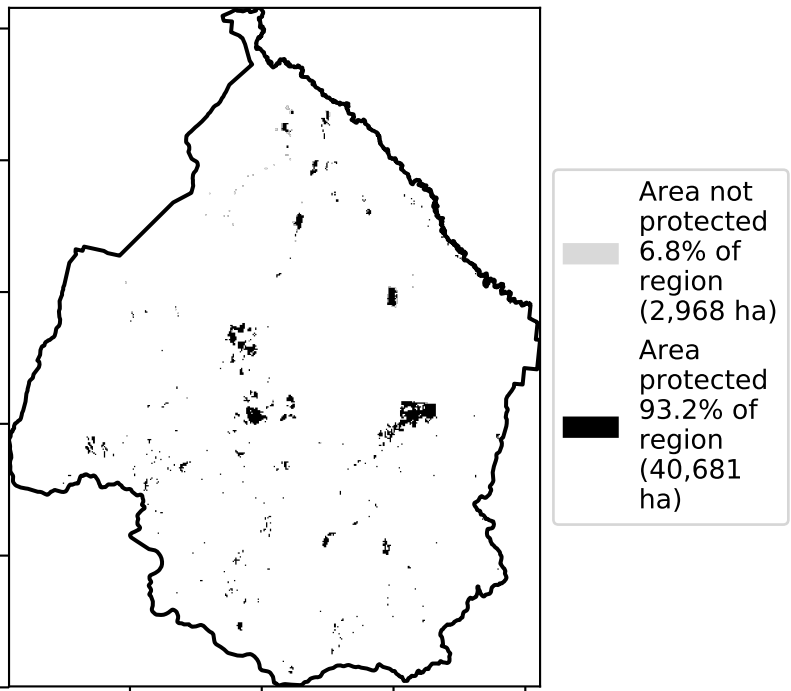 Area not
protected
6.8% of
region
(2,968 ha)
Area
protected
93.2% of
region
(40,681
ha)